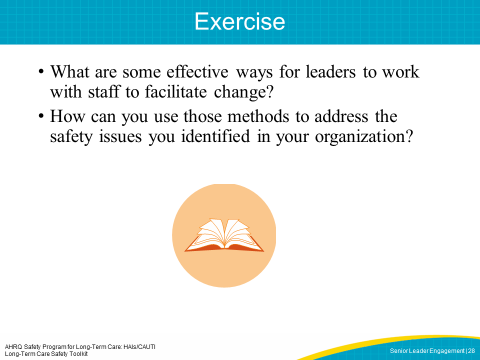 Exercise
• What are some effective ways for leaders to work
with staff to facilitate change?
• How can you use those methods to address the
safety issues you identified in your organization?
AHRQ Safety Program for Long-Term Care: HAIs/CAUTI
Long-Term Care Safety Toolkit
Senior Leader Engagement | 28